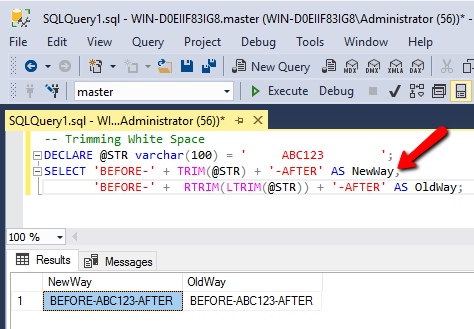 SQLQuery1.sql - WIN-D0EIIF83IG8.master (WIN-D0EIIF83IG8\Administrator (56))*
File Edit View Query Project Debug Tools Window Help
New Query MDX DMX XMLA DAX
master Execute Debug
SQLQuery1.sql - WI...Administrator (56))*
-- Trimming White Space
DECLARE @STR varchar(100) = '     ABC123          ';
SELECT 'BEFORE-' + TRIM(@STR) + '-AFTER' AS NewWay,
'BEFORE-' +  RTRIM(LTRIM(@STR)) + '-AFTER' AS OldWay;
100 %
Results Messages
NewWay OldWay
1 BEFORE-ABC123-AFTER BEFORE-ABC123-AFTER